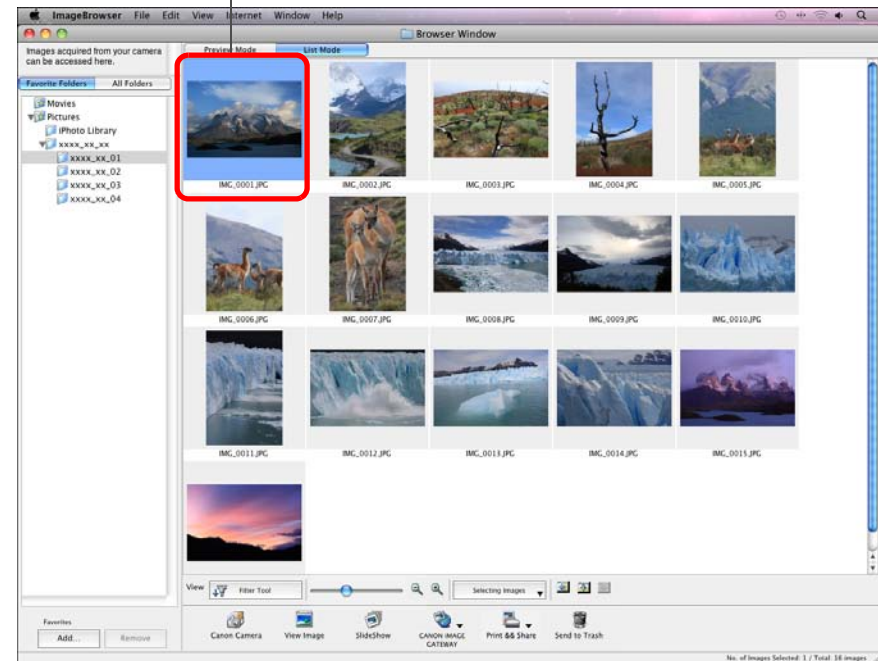 ImageBrowser File Edit View Internet Window Help
Browser Window
Images acquired from your camera
can be accessed here.
Preview Mode List Mode
Favorite Folders All Folders
Movies
Pictures
iPhoto Library
xxxx_xx_xx
xxxx_xx_01
xxxx_xx_02
xxxx_xx_03
xxxx_xx_04
IMG_0001.JPG IMG_0002.JPG IMG_0003.JPG IMG_0004.JPG IMG_0005.JPG
IMG_0006.JPG IMG_0007.JPG IMG_0008.JPG IMG_0009.JPG IMG_0010.JPG
IMG_0011.JPG IMG_0012.JPG IMG_0013.JPG IMG_0014.JPG IMG_0015.JPG
View Filter Tool Selecting Images
Favorites
Add... Remove
Canon Camera View Image SlideShow CANON IMAGE GATEWAY Print && Share Send to Trash
No. of Images Selected: 1 / Total: 16 images